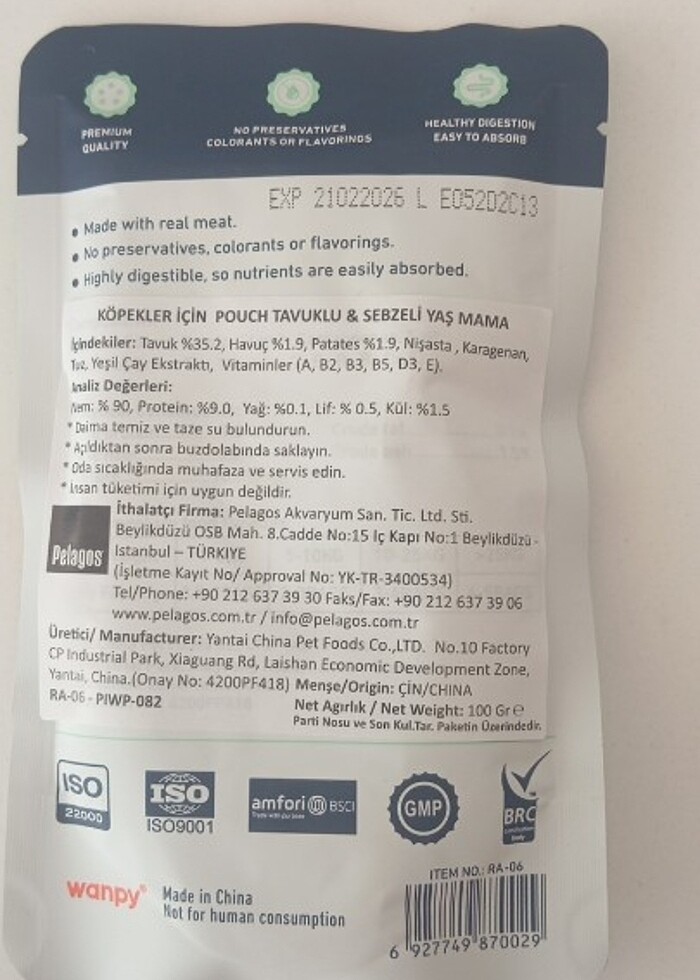 PREMIUM
QUALITY
NO PRESERVATIVES
COLORANTS OR FLAVORINGS
HEALTHY DIGESTION
EASY TO ABSORB
EXP 21022026 L E052D2C13
• Made with real meat.
• No preservatives, colorants or flavorings.
• Highly digestible, so nutrients are easily absorbed.
KÖPEKLER İÇİN POUCH TAVUKLU & SEBZELİ YAŞ MAMA
İçindekiler: Tavuk %35.2, Havuç %1.9, Patates %1.9, Nişasta , Karagenan,
Tuz, Yeşil Çay Ekstraktı, Vitaminler (A, B2, B3, B5, D3, E).
Analiz Değerleri:
Nem: % 90, Protein: %9.0, Yağ: %0.1, Lif: % 0.5, Kül: %1.5
* Daima temiz ve taze su bulundurun.
* Açıldıktan sonra buzdolabında saklayın.
* Oda sıcaklığında muhafaza ve servis edin.
* İnsan tüketimi için uygun değildir.
Pelagos
İthalatçı Firma: Pelagos Akvaryum San. Tic. Ltd. Sti.
Beylikdüzü OSB Mah. 8.Cadde No:15 Iç Kapı No:1 Beylikdüzü -
Istanbul – TÜRKIYE
(İşletme Kayıt No/ Approval No: YK-TR-3400534)
Tel/Phone: +90 212 637 39 30 Faks/Fax: +90 212 637 39 06
www.pelagos.com.tr / info@pelagos.com.tr
Üretici/ Manufacturer: Yantai China Pet Foods Co.,LTD. No.10 Factory
CP Industrial Park, Xiaguang Rd, Laishan Economic Development Zone,
Yantai, China.(Onay No: 4200PF418) Menşe/Origin: ÇİN/CHINA
RA-06 - PIWP-082
Net Agırlık / Net Weight: 100 Gr e
Parti Nosu ve Son Kul.Tar. Paketin Üzerindedir.
ISO
22000
ISO
ISO9001
amfori BSCI
Trade with purpose
GMP
BRC
wanpy®
Made in China
Not for human consumption
ITEM NO.: RA-06
6 927749 870029